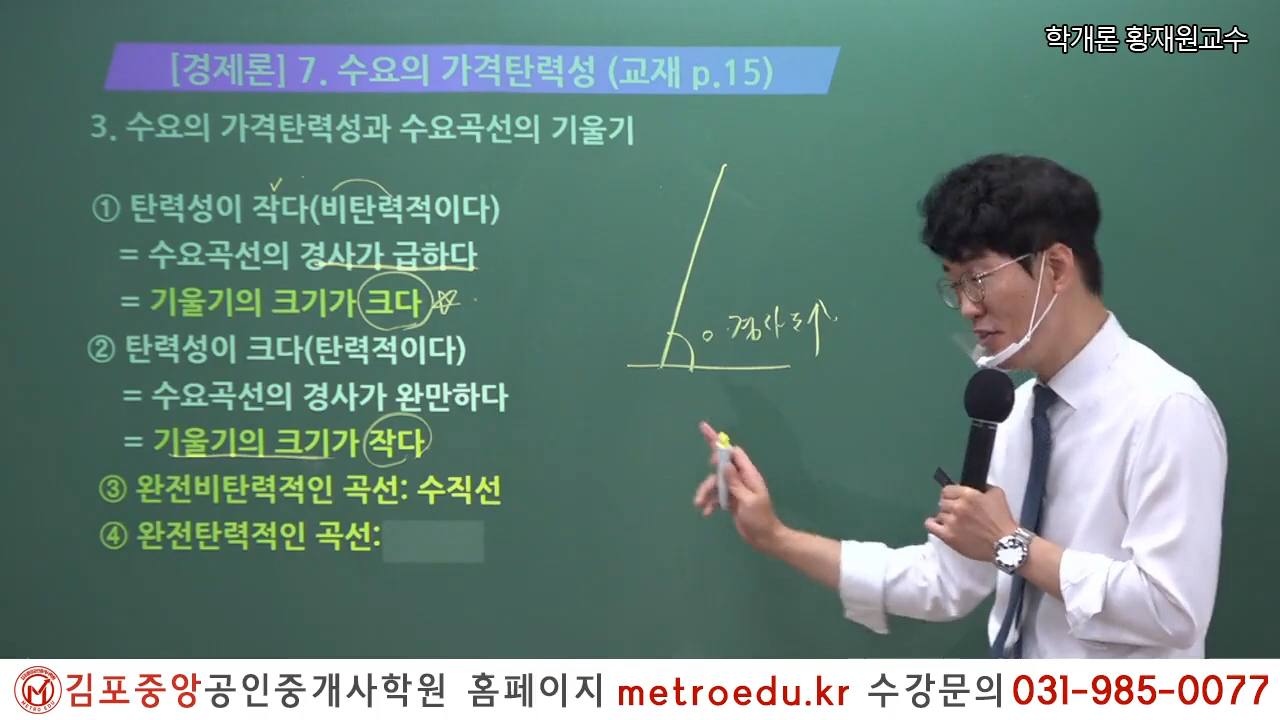 학개론 황재원교수
[경제론] 7. 수요의 가격탄력성 (교재 p.15)
3. 수요의 가격탄력성과 수요곡선의 기울기
① 탄력성이 작다(비탄력적이다)
= 수요곡선의 경사가 급하다
= 기울기의 크기가 크다
경사도↑
② 탄력성이 크다(탄력적이다)
= 수요곡선의 경사가 완만하다
= 기울기의 크기가 작다
③ 완전비탄력적인 곡선: 수직선
④ 완전탄력적인 곡선:
METRO EDU 김포중앙공인중개사학원 홈페이지 metroedu.kr 수강문의 031-985-0077